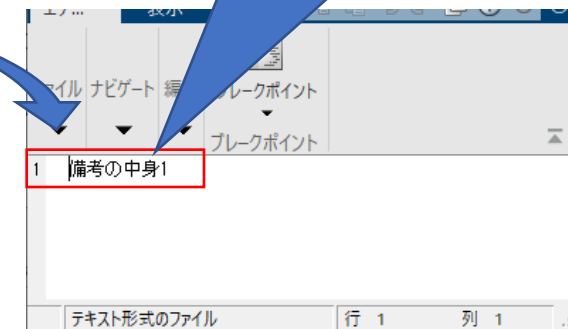 表示
イル ナビゲート 編 ブレークポイント
ブレークポイント
1 備考の中身1
テキスト形式のファイル 行 1 列 1